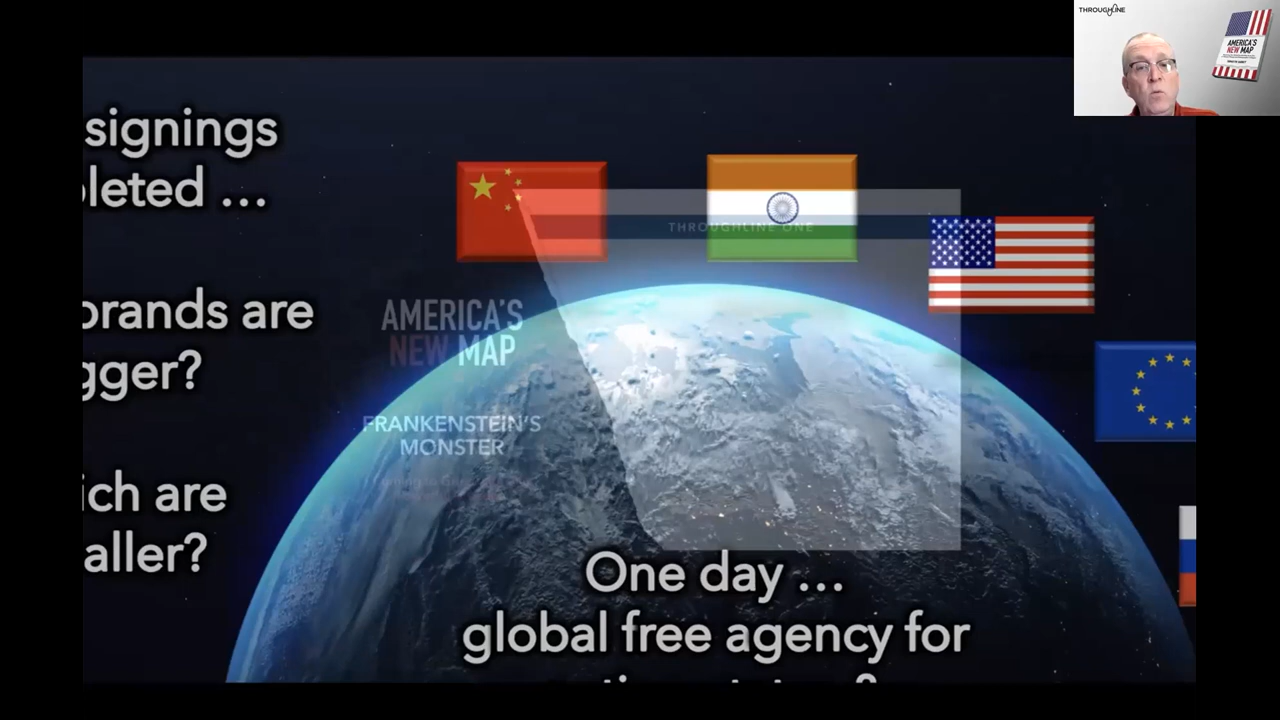 THROUGHLINE
AMERICA'S
NEW MAP
signings
pleted ...
brands are
gger?
ich are
aller?
THROUGHLINE ONE
AMERICA'S
NEW MAP
FRANKENSTEIN'S
MONSTER
One day ...
global free agency for